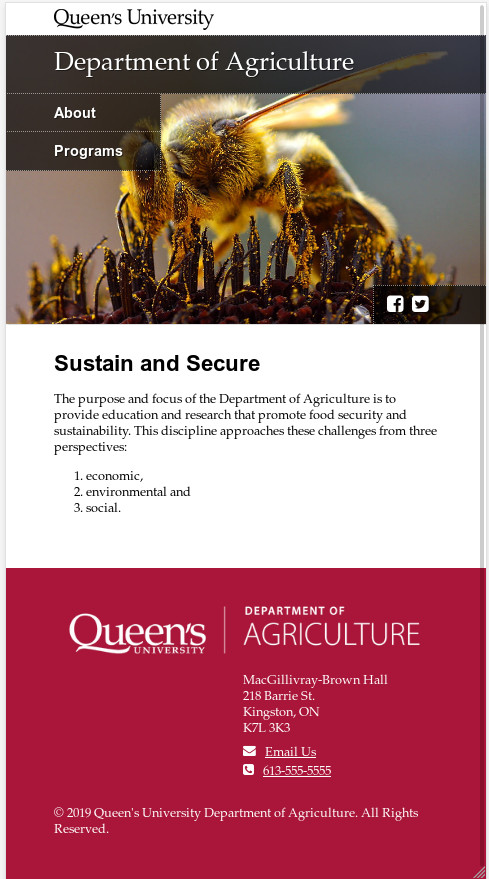 Queen's University
Department of Agriculture
About
Programs
Sustain and Secure
The purpose and focus of the Department of Agriculture is to
provide education and research that promote food security and
sustainability. This discipline approaches these challenges from three
perspectives:
1. economic,
2. environmental and
3. social.
Queen's
UNIVERSITY
DEPARTMENT OF
AGRICULTURE
MacGillivray-Brown Hall
218 Barrie St.
Kingston, ON
K7L 3K3
Email Us
613-555-5555
© 2019 Queen's University Department of Agriculture. All Rights
Reserved.